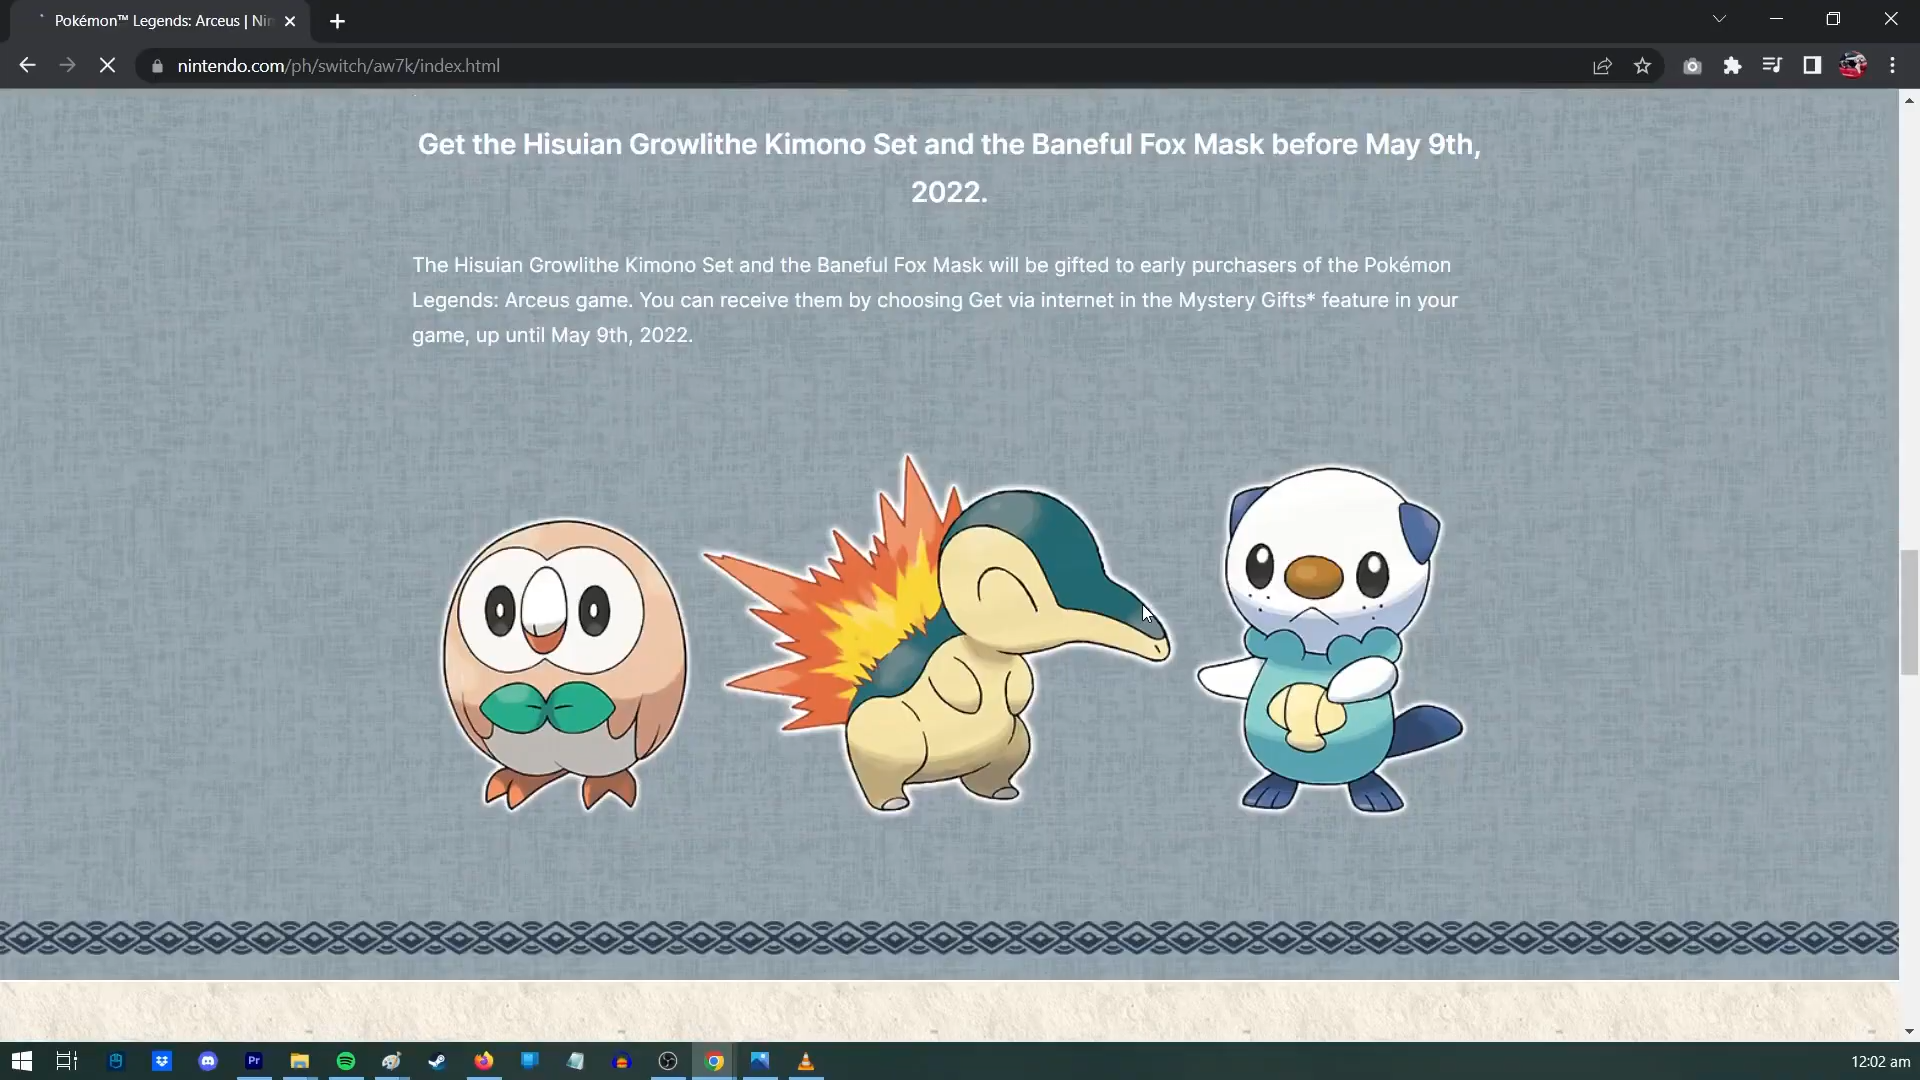 Pokémon™ Legends: Arceus | Nin
nintendo.com/ph/switch/aw7k/index.html
Get the Hisuian Growlithe Kimono Set and the Baneful Fox Mask before May 9th,
2022.
The Hisuian Growlithe Kimono Set and the Baneful Fox Mask will be gifted to early purchasers of the Pokémon
Legends: Arceus game. You can receive them by choosing Get via internet in the Mystery Gifts* feature in your
game, up until May 9th, 2022.
Pr
12:02 am